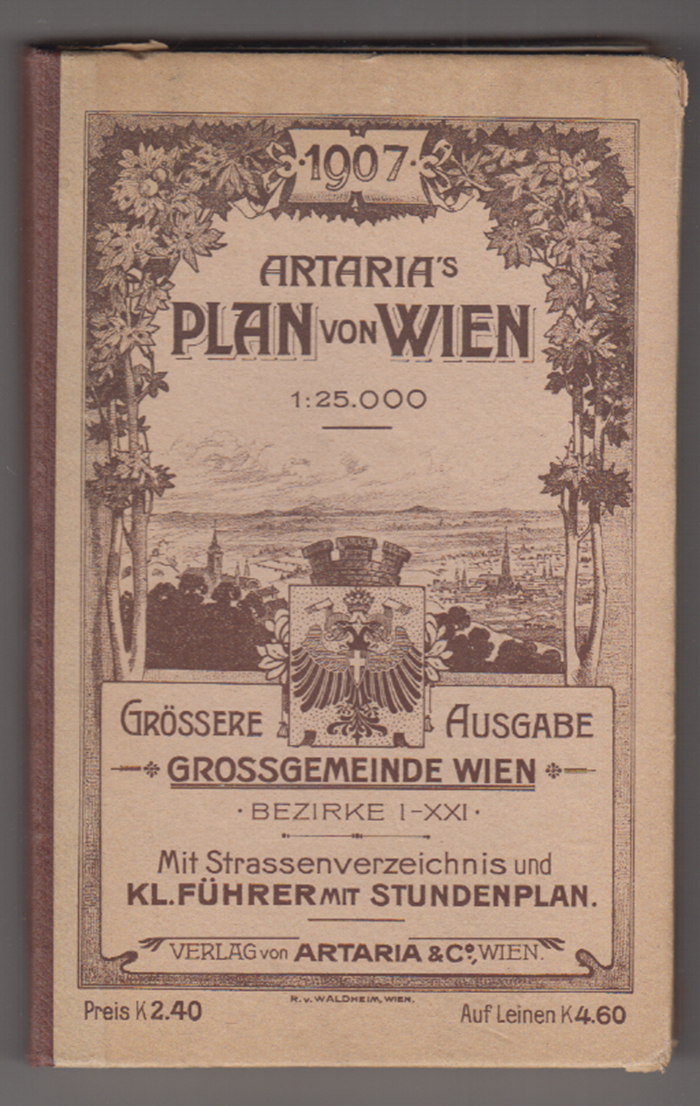 ·1907·
ARTARIA'S
PLAN VON WIEN
1:25.000
GRÖSSERE AUSGABE
GROSSGEMEINDE WIEN
· BEZIRKE I-XXI ·
Mit Strassenverzeichnis und
KL. FÜHRER MIT STUNDENPLAN.
VERLAG von ARTARIA & Co., WIEN.
R. v. WALDHEIM, WIEN.
Preis K 2.40 Auf Leinen K 4.60